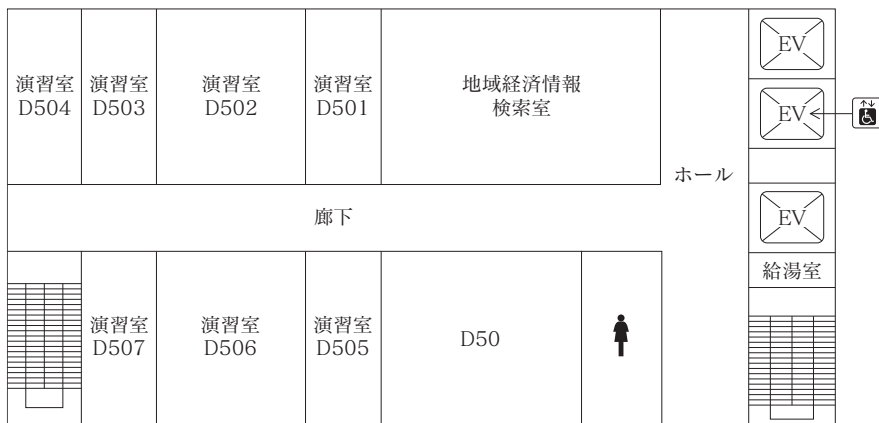 演習室
D504
演習室
D503
演習室
D502
演習室
D501
地域経済情報
検索室
EV
EV
ホール
廊下
EV
給湯室
演習室
D507
演習室
D506
演習室
D505
D50